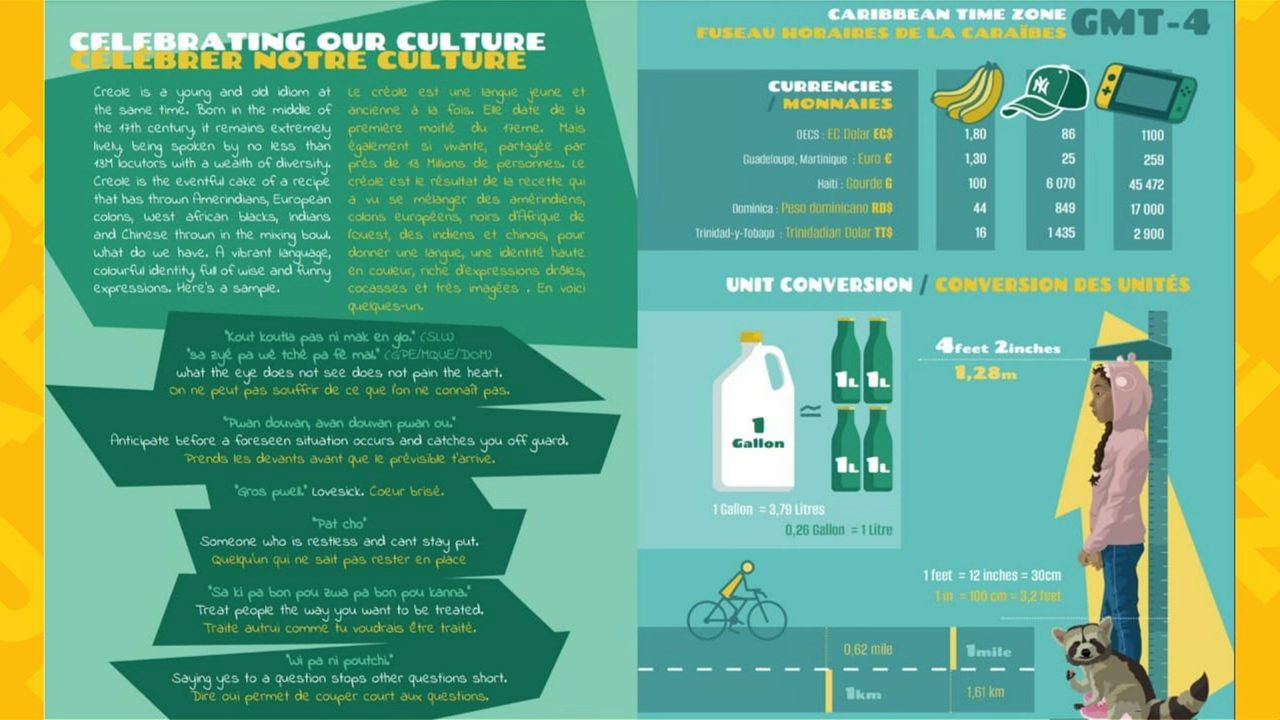 CELEBRATING OUR CULTURE
CÉLÉBRER NOTRE CULTURE
Creole is a young and old idiom at
the same time. Born in the middle of
the 17th century, it remains extremely
lively, being spoken by no less than
13M locutors with a wealth of diversity.
Creole is the eventful cake of a recipe
that has thrown Amerindians, European
colons, west african blacks, Indians
and Chinese thrown in the mixing bowl.
what do we have. A vibrant language,
colourful identity, full of wise and funny
expressions. Here's a sample.
Le créole est une langue jeune et
ancienne à la fois. Elle date de la
première moitié du 17eme. Mais
également si vivante, partagée par
près de 13 Millions de personnes. Le
créole est le résultat de la recette qui
a vu se mélanger des amérindiens,
colons européens, noirs d'Afrique de
l'ouest, des indiens et chinois, pour
donner une langue, une identité haute
en couleur, riche d'expressions drôles,
cocasses et très imagées . En voici
quelques-un.
"Kout koutla pas ni mak en glo." (SLU)
"sa zyé pa wè tchè pa fè mal." (GPE/MQUE/DOM)
what the eye does not see does not pain the heart.
On ne peut pas souffrir de ce que l'on ne connaît pas.
"Pwan douvan, avan douvan pwan ou."
Anticipate before a foreseen situation occurs and catches you off guard.
Prends les devants avant que le prévisible t'arrive.
"Gros pwell." Lovesick. Coeur brisé.
"Pat cho"
Someone who is restless and cant stay put.
Quelqu'un qui ne sait pas rester en place
"Sa ki pa bon pou zwa pa bon pou kanna."
Treat people the way you want to be treated.
Traite autrui comme tu voudrais être traité.
"Wi pa ni poutchi."
Saying yes to a question stops other questions short.
Dire oui permet de couper court aux questions.
CARIBBEAN TIME ZONE GMT-4
FUSEAU HORAIRES DE LA CARAÏBES
CURRENCIES
/ MONNAIES
OECS : EC Dolar EC$ 1,80 86 1100
Guadeloupe, Martinique : Euro € 1,30 25 259
Haiti : Gourde G 100 6 070 45 472
Dominica : Peso dominicano RD$ 44 849 17 000
Trinidad-y-Tobago : Trinidadian Dolar TT$ 16 1 435 2 900
UNIT CONVERSION / CONVERSION DES UNITÉS
1
Gallon
≃
1L 1L
1L 1L
1 Gallon = 3,79 Litres
0,26 Gallon = 1 Litre
4feet 2inches
1,28m
1 feet = 12 inches = 30cm
1 m = 100 cm = 3,2 feet
0,62 mile 1mile
1km 1,61 km